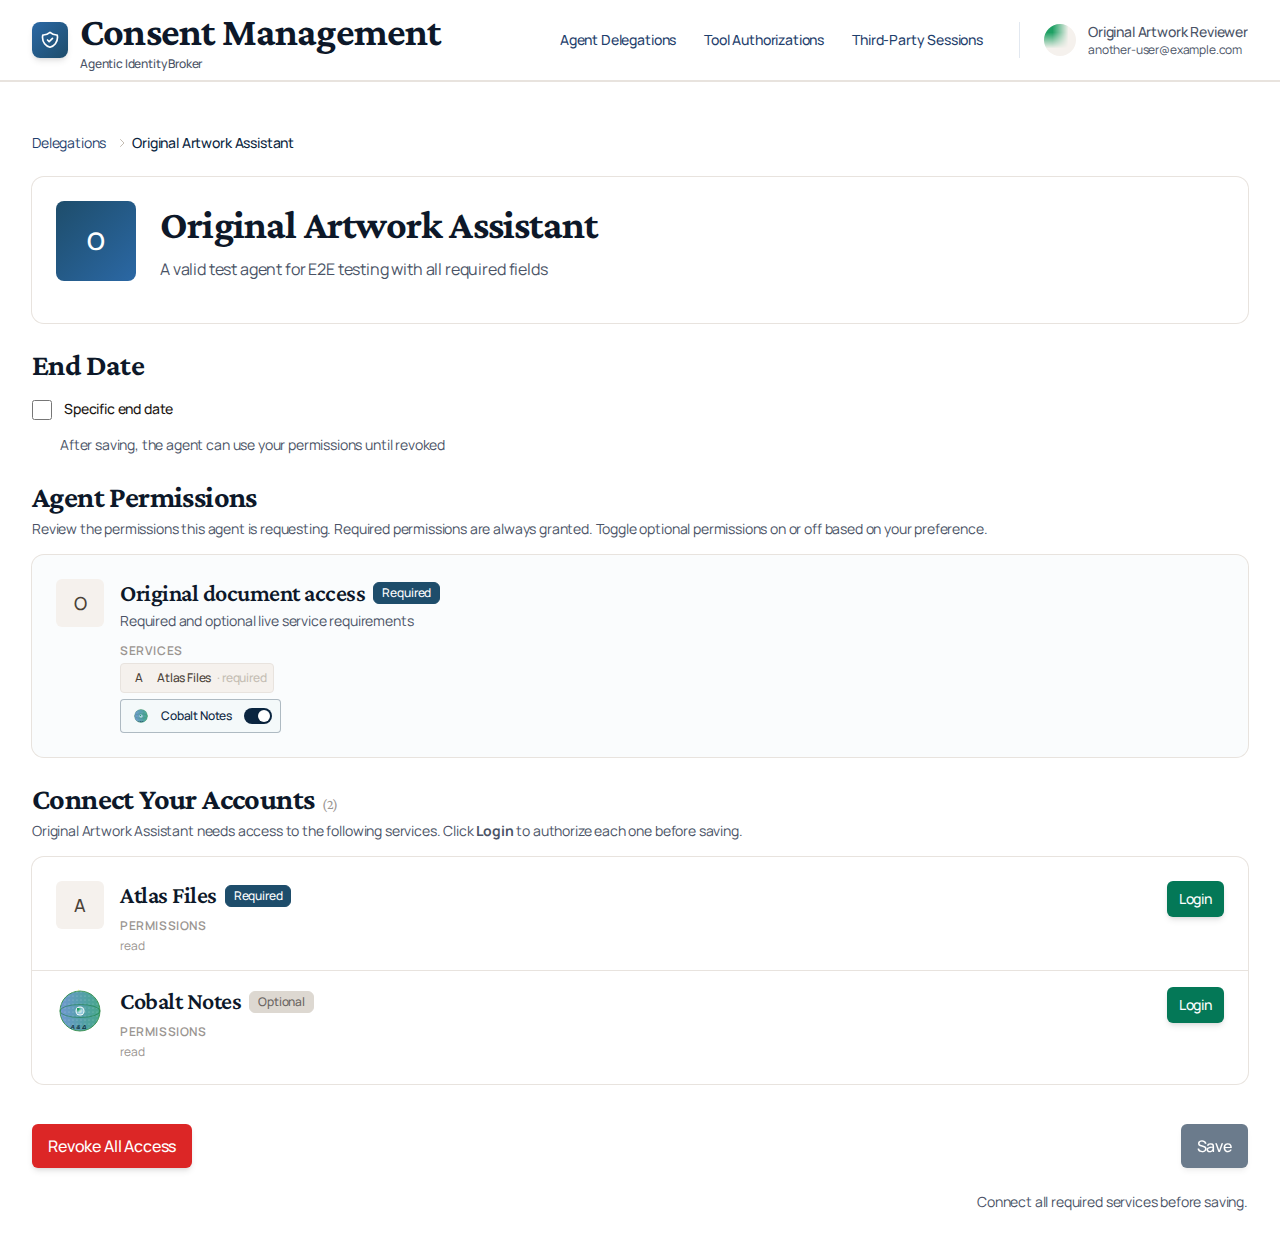 Consent Management
Agentic Identity Broker
Agent Delegations
Tool Authorizations
Third-Party Sessions
Original Artwork Reviewer
another-user@example.com
Delegations
Original Artwork Assistant
O
Original Artwork Assistant
A valid test agent for E2E testing with all required fields
End Date
Specific end date
After saving, the agent can use your permissions until revoked
Agent Permissions
Review the permissions this agent is requesting. Required permissions are always granted. Toggle optional permissions on or off based on your preference.
O
Original document access Required
Required and optional live service requirements
SERVICES
A Atlas Files · required
Cobalt Notes
Connect Your Accounts (2)
Original Artwork Assistant needs access to the following services. Click Login to authorize each one before saving.
A
Atlas Files Required
Login
PERMISSIONS
read
Cobalt Notes Optional
Login
PERMISSIONS
read
Revoke All Access
Save
Connect all required services before saving.